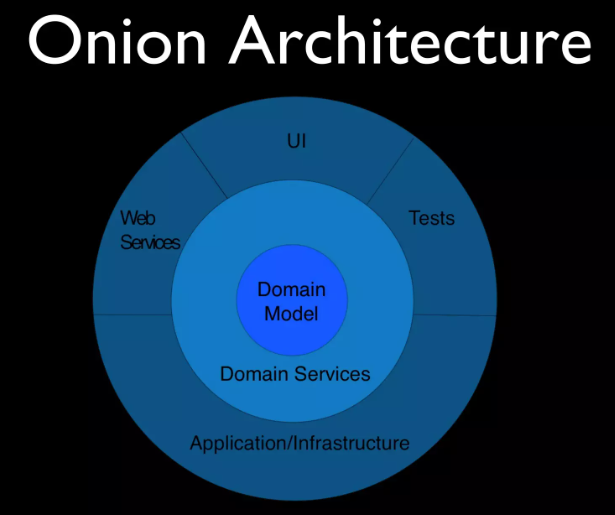 Onion Architecture
UI
Web
Services
Tests
Domain
Model
Domain Services
Application/Infrastructure